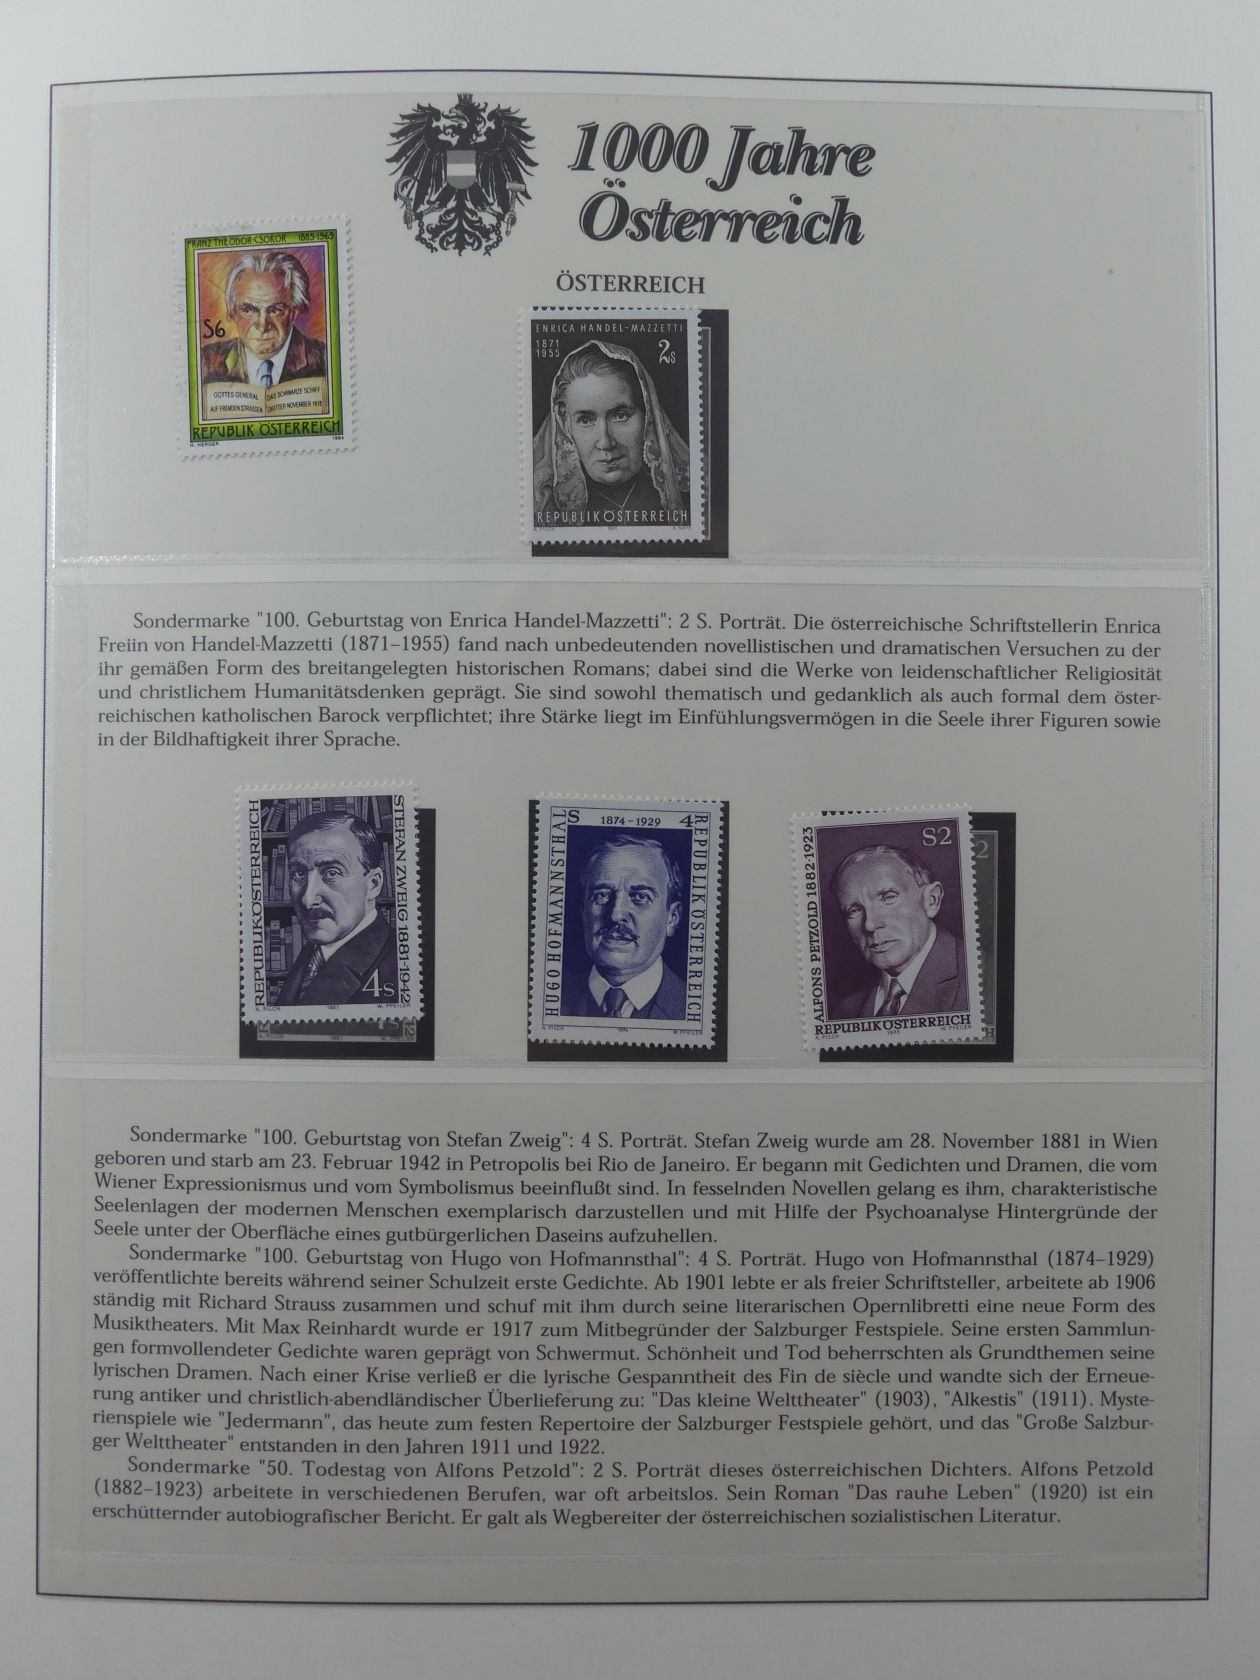 1000 Jahre
Österreich
ÖSTERREICH
FRANZ THEODOR CSOKOR 1885-1969
S6
GOTTES GENERAL DAS SCHWARZE SCHIFF
AUF FREMDEN STRASSEN DRITTER NOVEMBER 1918
REPUBLIK ÖSTERREICH
H. HERGER 1994
ENRICA HANDEL-MAZZETTI
1871
1955
2s
REPUBLIK ÖSTERREICH
A. PILCH 1971
Sondermarke "100. Geburtstag von Enrica Handel-Mazzetti": 2 S. Porträt. Die österreichische Schriftstellerin Enrica
Freiin von Handel-Mazzetti (1871–1955) fand nach unbedeutenden novellistischen und dramatischen Versuchen zu der
ihr gemäßen Form des breitangelegten historischen Romans; dabei sind die Werke von leidenschaftlicher Religiosität
und christlichem Humanitätsdenken geprägt. Sie sind sowohl thematisch und gedanklich als auch formal dem öster-
reichischen katholischen Barock verpflichtet; ihre Stärke liegt im Einfühlungsvermögen in die Seele ihrer Figuren sowie
in der Bildhaftigkeit ihrer Sprache.
REPUBLIK ÖSTERREICH
STEFAN ZWEIG 1881-1942
4s
A. PILCH 1981 W. PFEILER
4s
A. PILCH 1981
HUGO HOFMANNSTHAL
S 1874-1929 4
REPUBLIK ÖSTERREICH
A. PILCH 1974 W. PFEILER
ALFONS PETZOLD 1882-1923
S2
REPUBLIK ÖSTERREICH
A. PILCH 1973 W. PFEILER
2
H
Sondermarke "100. Geburtstag von Stefan Zweig": 4 S. Porträt. Stefan Zweig wurde am 28. November 1881 in Wien
geboren und starb am 23. Februar 1942 in Petropolis bei Rio de Janeiro. Er begann mit Gedichten und Dramen, die vom
Wiener Expressionismus und vom Symbolismus beeinflußt sind. In fesselnden Novellen gelang es ihm, charakteristische
Seelenlagen der modernen Menschen exemplarisch darzustellen und mit Hilfe der Psychoanalyse Hintergründe der
Seele unter der Oberfläche eines gutbürgerlichen Daseins aufzuhellen.
Sondermarke "100. Geburtstag von Hugo von Hofmannsthal": 4 S. Porträt. Hugo von Hofmannsthal (1874–1929)
veröffentlichte bereits während seiner Schulzeit erste Gedichte. Ab 1901 lebte er als freier Schriftsteller, arbeitete ab 1906
ständig mit Richard Strauss zusammen und schuf mit ihm durch seine literarischen Opernlibretti eine neue Form des
Musiktheaters. Mit Max Reinhardt wurde er 1917 zum Mitbegründer der Salzburger Festspiele. Seine ersten Sammlun-
gen formvollendeter Gedichte waren geprägt von Schwermut. Schönheit und Tod beherrschten als Grundthemen seine
lyrischen Dramen. Nach einer Krise verließ er die lyrische Gespanntheit des Fin de siècle und wandte sich der Erneue-
rung antiker und christlich-abendländischer Überlieferung zu: "Das kleine Welttheater" (1903), "Alkestis" (1911). Myste-
rienspiele wie "Jedermann", das heute zum festen Repertoire der Salzburger Festspiele gehört, und das "Große Salzbur-
ger Welttheater" entstanden in den Jahren 1911 und 1922.
Sondermarke "50. Todestag von Alfons Petzold": 2 S. Porträt dieses österreichischen Dichters. Alfons Petzold
(1882–1923) arbeitete in verschiedenen Berufen, war oft arbeitslos. Sein Roman "Das rauhe Leben" (1920) ist ein
erschütternder autobiografischer Bericht. Er galt als Wegbereiter der österreichischen sozialistischen Literatur.